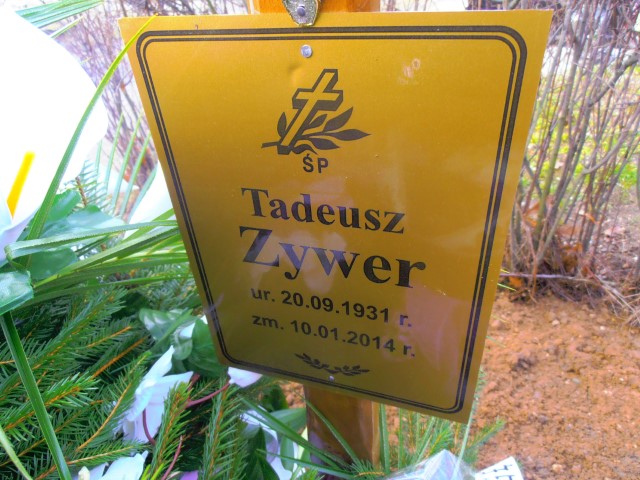 ŚP
Tadeusz
Zywer
ur. 20.09.1931 r.
zm. 10.01.2014 r.